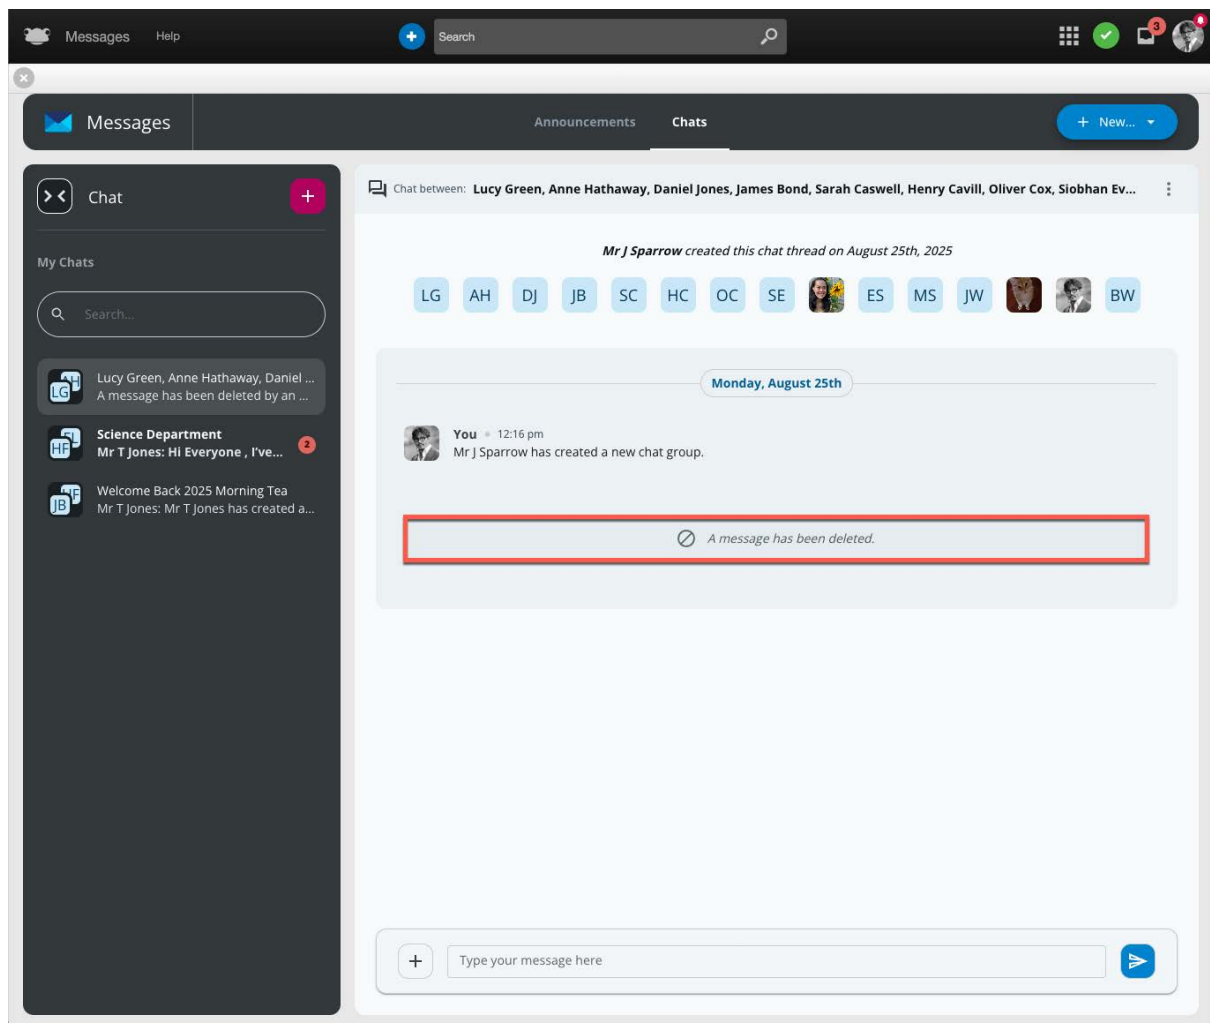 Messages Help
Search
3
Messages
Announcements Chats
+ New...
Chat
+
My Chats
Search...
LG AH
Lucy Green, Anne Hathaway, Daniel ...
A message has been deleted by an ...
HF
Science Department
Mr T Jones: Hi Everyone , I've...
2
JB
Welcome Back 2025 Morning Tea
Mr T Jones: Mr T Jones has created a...
Chat between: Lucy Green, Anne Hathaway, Daniel Jones, James Bond, Sarah Caswell, Henry Cavill, Oliver Cox, Siobhan Ev...
Mr J Sparrow created this chat thread on August 25th, 2025
LG AH DJ JB SC HC OC SE ES MS JW BW
Monday, August 25th
You 12:16 pm
Mr J Sparrow has created a new chat group.
A message has been deleted.
+ Type your message here